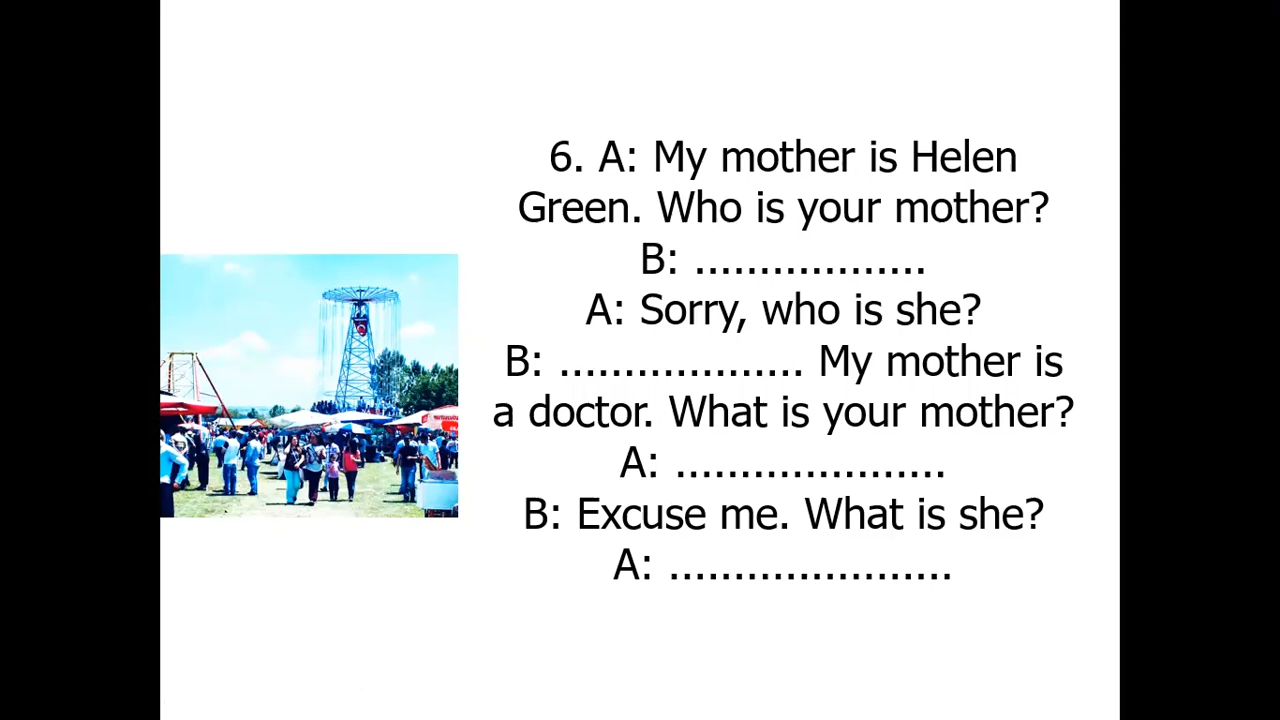 6. A: My mother is Helen
Green. Who is your mother?
B: ..................
A: Sorry, who is she?
B: ................... My mother is
a doctor. What is your mother?
A: .....................
B: Excuse me. What is she?
A: ......................